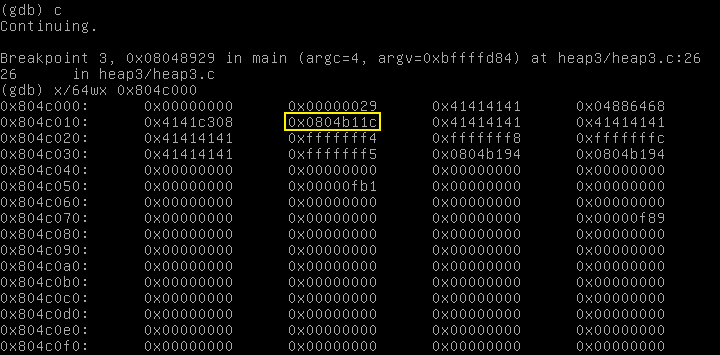 (gdb) c
Continuing.
Breakpoint 3, 0x08048929 in main (argc=4, argv=0xbffffd84) at heap3/heap3.c:26
26 in heap3/heap3.c
(gdb) x/64wx 0x804c000
0x804c000: 0x00000000 0x00000029 0x41414141 0x04886468
0x804c010: 0x4141c308 0x0804b11c 0x41414141 0x41414141
0x804c020: 0x41414141 0xfffffff4 0xfffffff8 0xfffffffc
0x804c030: 0x41414141 0xfffffff5 0x0804b194 0x0804b194
0x804c040: 0x00000000 0x00000000 0x00000000 0x00000000
0x804c050: 0x00000000 0x00000fb1 0x00000000 0x00000000
0x804c060: 0x00000000 0x00000000 0x00000000 0x00000000
0x804c070: 0x00000000 0x00000000 0x00000000 0x00000f89
0x804c080: 0x00000000 0x00000000 0x00000000 0x00000000
0x804c090: 0x00000000 0x00000000 0x00000000 0x00000000
0x804c0a0: 0x00000000 0x00000000 0x00000000 0x00000000
0x804c0b0: 0x00000000 0x00000000 0x00000000 0x00000000
0x804c0c0: 0x00000000 0x00000000 0x00000000 0x00000000
0x804c0d0: 0x00000000 0x00000000 0x00000000 0x00000000
0x804c0e0: 0x00000000 0x00000000 0x00000000 0x00000000
0x804c0f0: 0x00000000 0x00000000 0x00000000 0x00000000